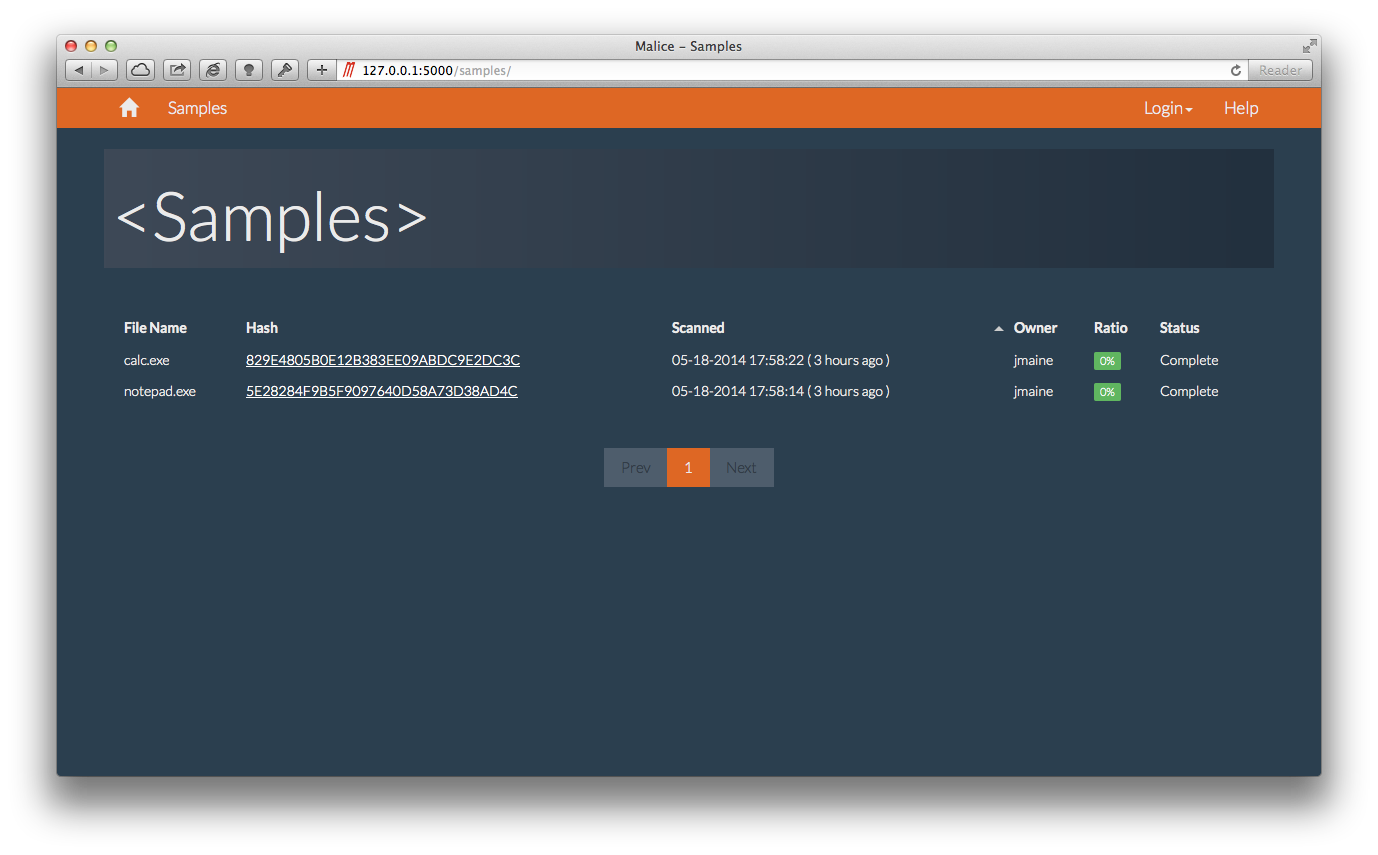 Malice – Samples
127.0.0.1:5000/samples/ Reader
Samples Login Help
<Samples>
File Name Hash Scanned Owner Ratio Status
calc.exe 829E4805B0E12B383EE09ABDC9E2DC3C 05-18-2014 17:58:22 ( 3 hours ago ) jmaine 0% Complete
notepad.exe 5E28284F9B5F9097640D58A73D38AD4C 05-18-2014 17:58:14 ( 3 hours ago ) jmaine 0% Complete
Prev 1 Next